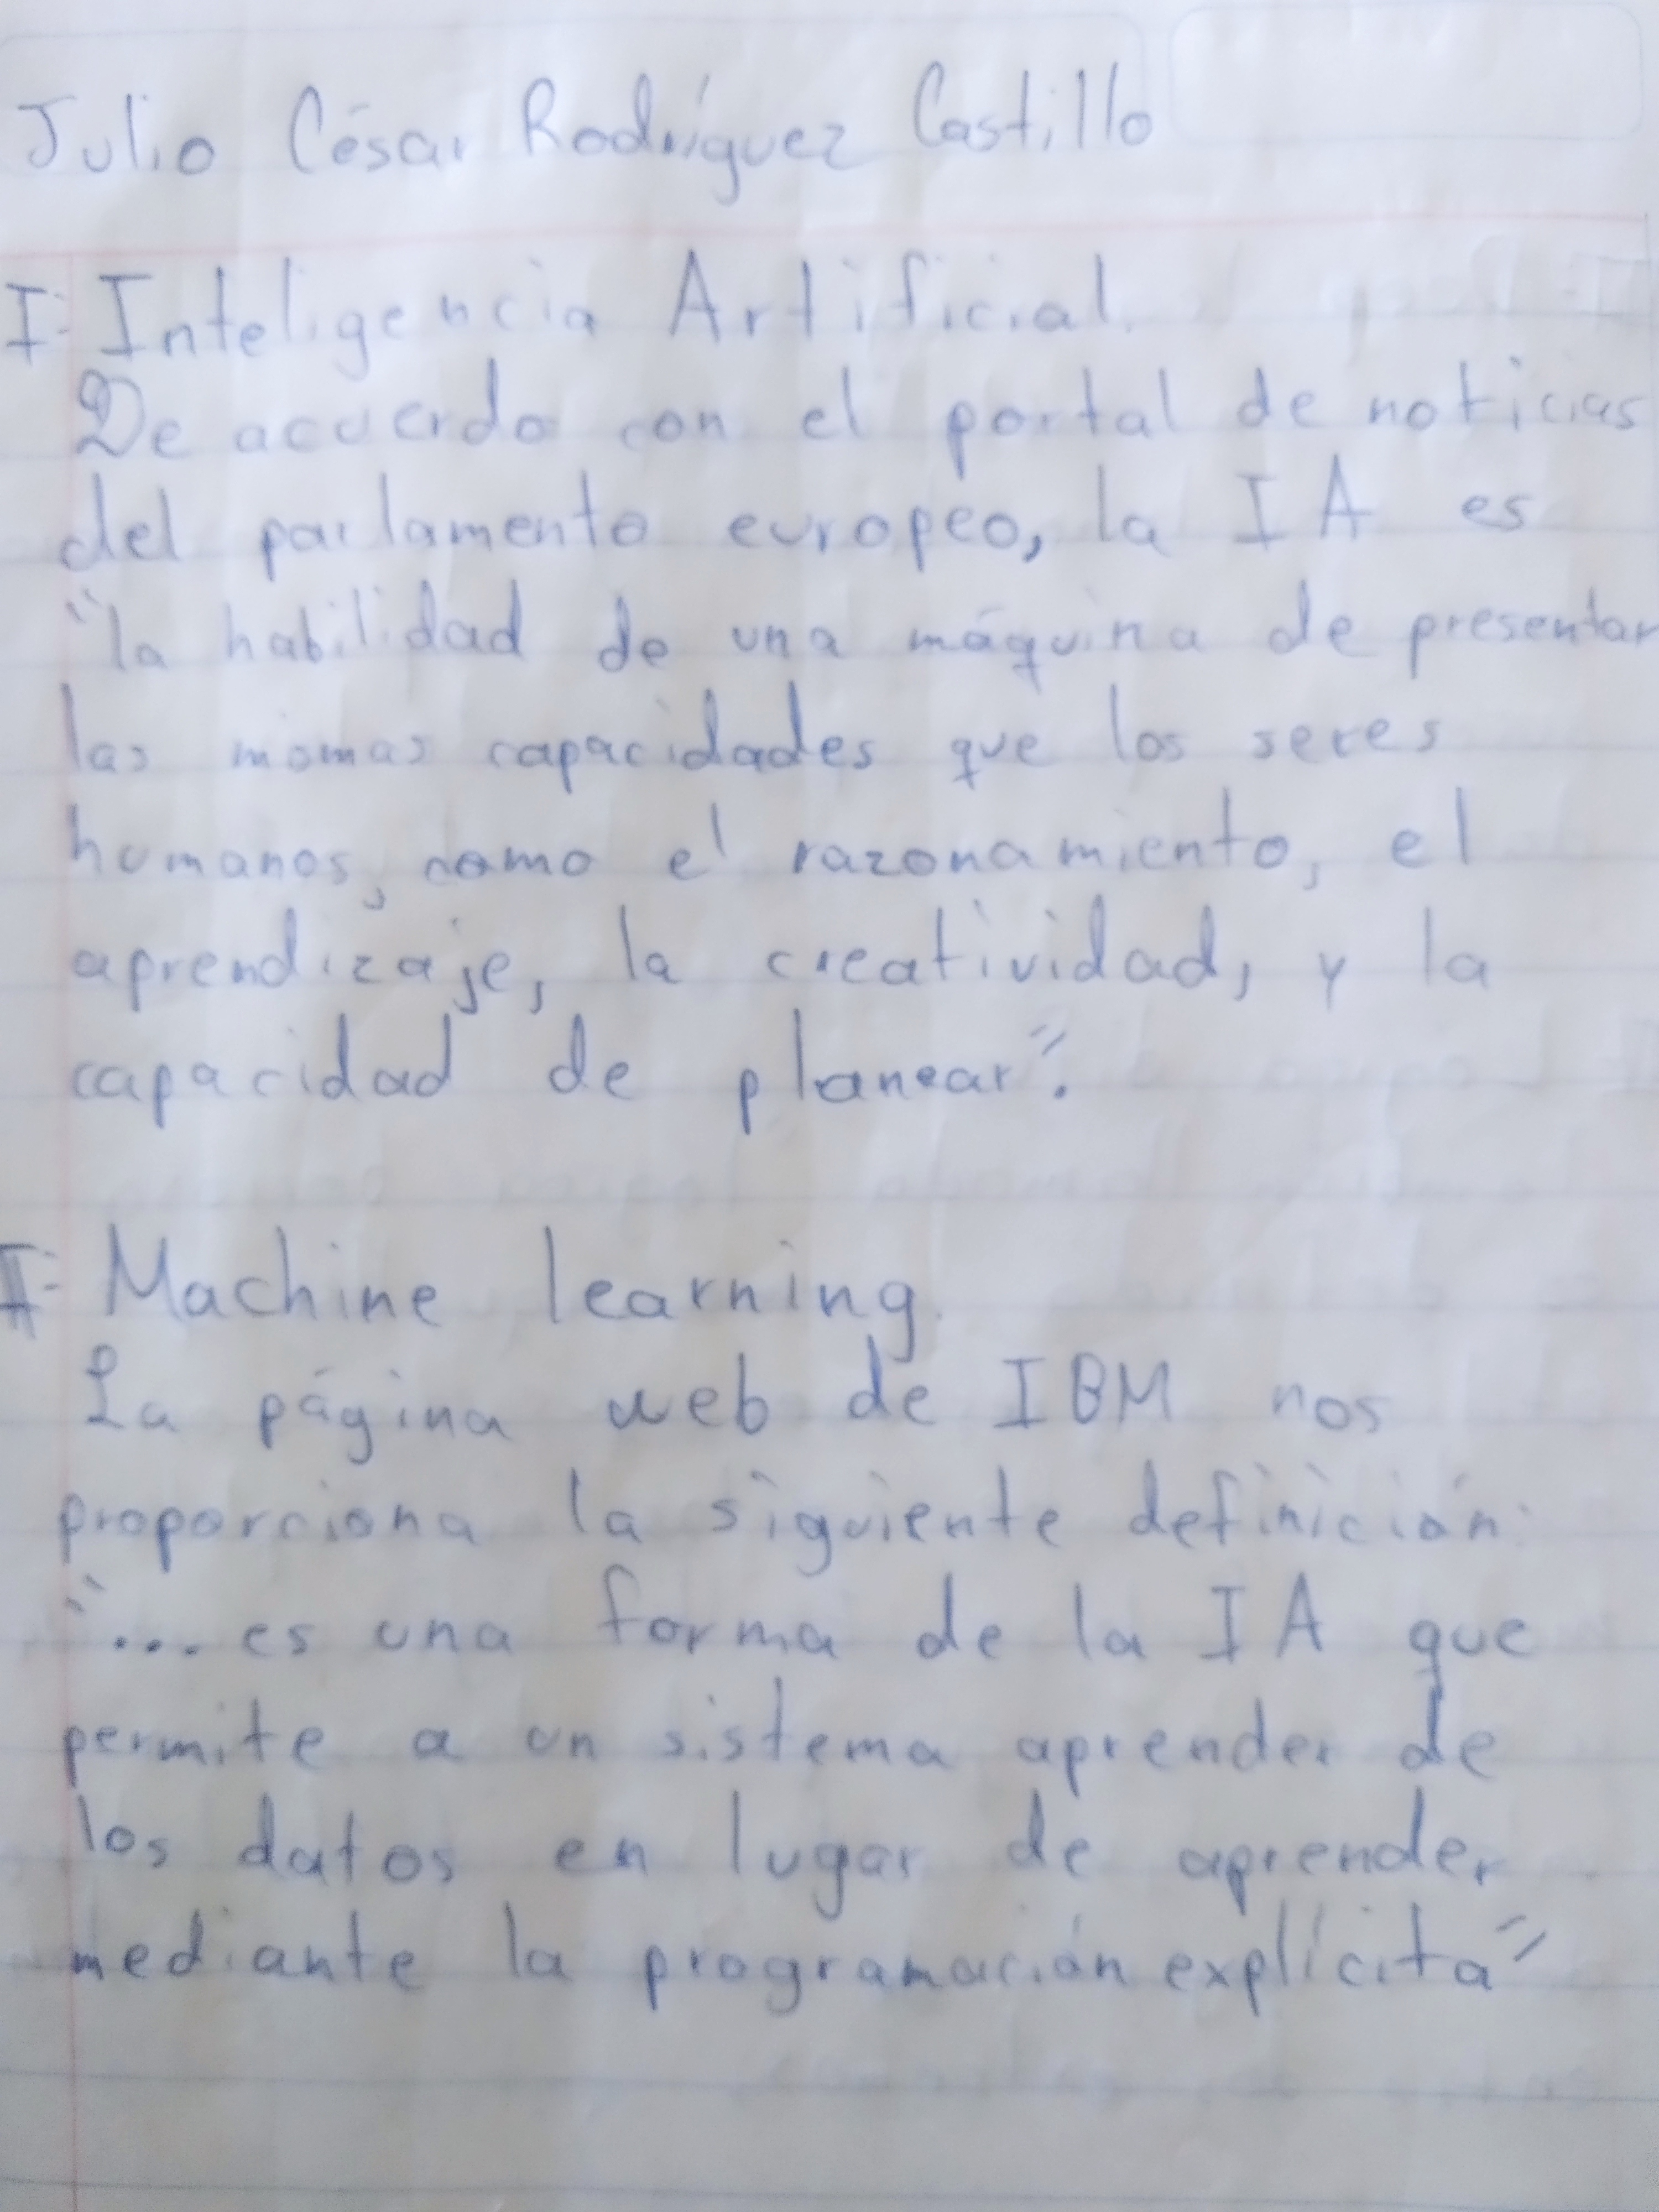 Julio César Rodríguez Castillo
I- Inteligencia Artificial.
De acuerdo con el portal de noticias
del parlamento europeo, la IA es
"la habilidad de una máquina de presentar
las mismas capacidades que los seres
humanos, como el razonamiento, el
aprendizaje, la creatividad, y la
capacidad de planear".
II- Machine learning.
La página web de IBM nos
proporciona la siguiente definición:
"... es una forma de la IA que
permite a un sistema aprender de
los datos en lugar de aprender
mediante la programación explícita"